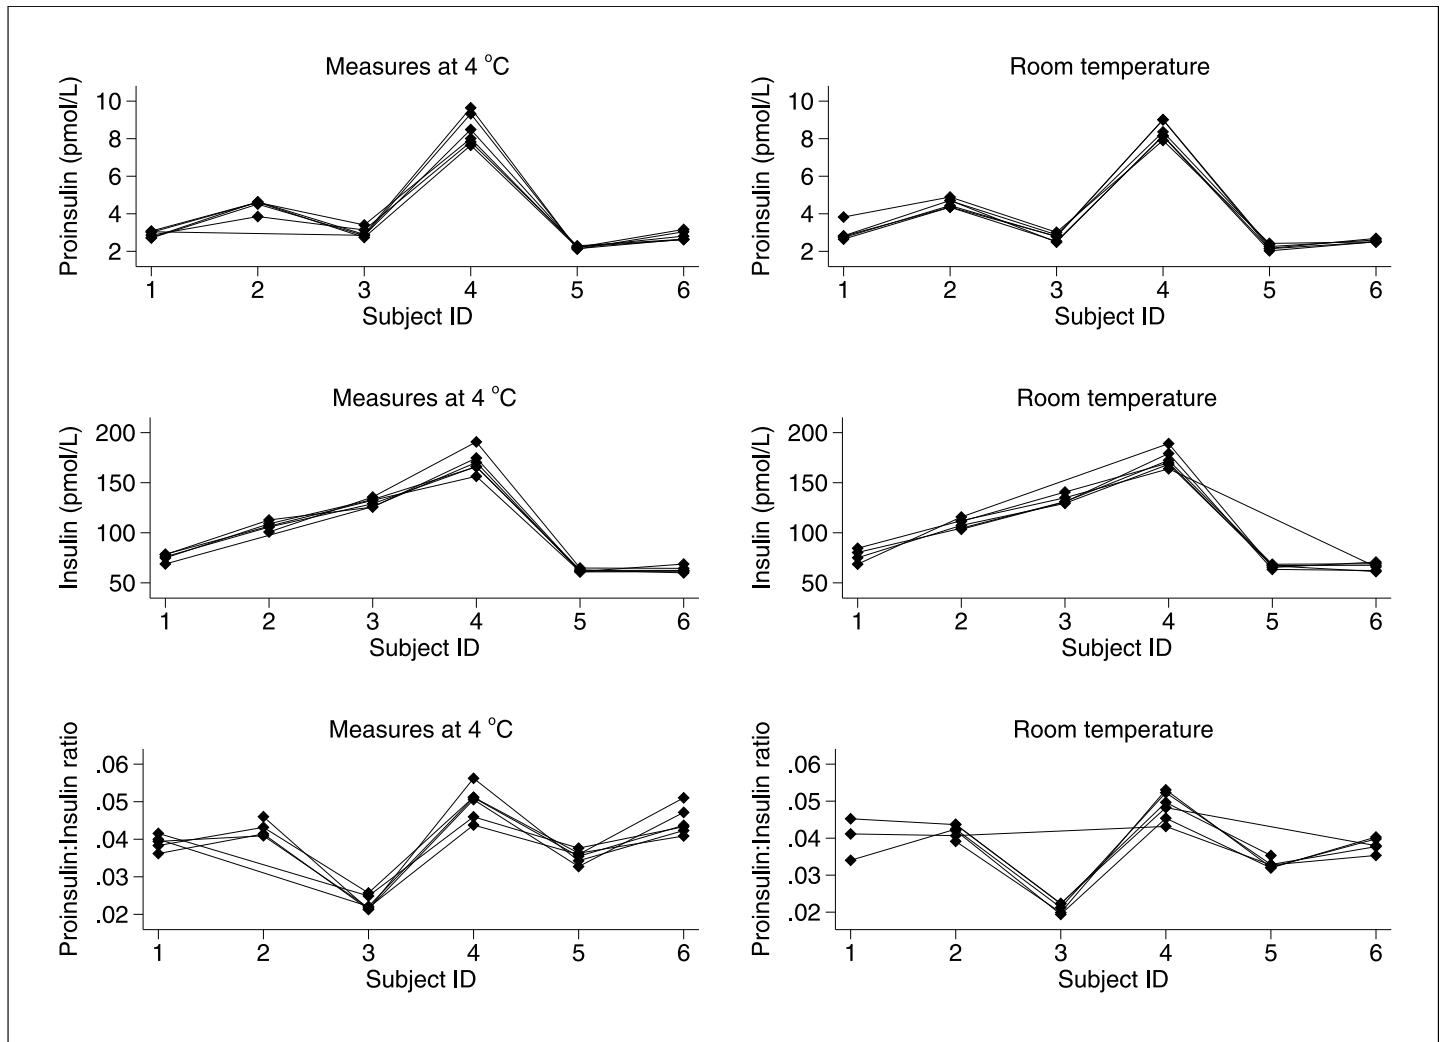 Measures at 4 °C
Proinsulin (pmol/L)
10
8
6
4
2
1 2 3 4 5 6
Subject ID
Room temperature
Proinsulin (pmol/L)
10
8
6
4
2
1 2 3 4 5 6
Subject ID
Measures at 4 °C
Insulin (pmol/L)
200
150
100
50
1 2 3 4 5 6
Subject ID
Room temperature
Insulin (pmol/L)
200
150
100
50
1 2 3 4 5 6
Subject ID
Measures at 4 °C
Proinsulin:Insulin ratio
.06
.05
.04
.03
.02
1 2 3 4 5 6
Subject ID
Room temperature
Proinsulin:Insulin ratio
.06
.05
.04
.03
.02
1 2 3 4 5 6
Subject ID